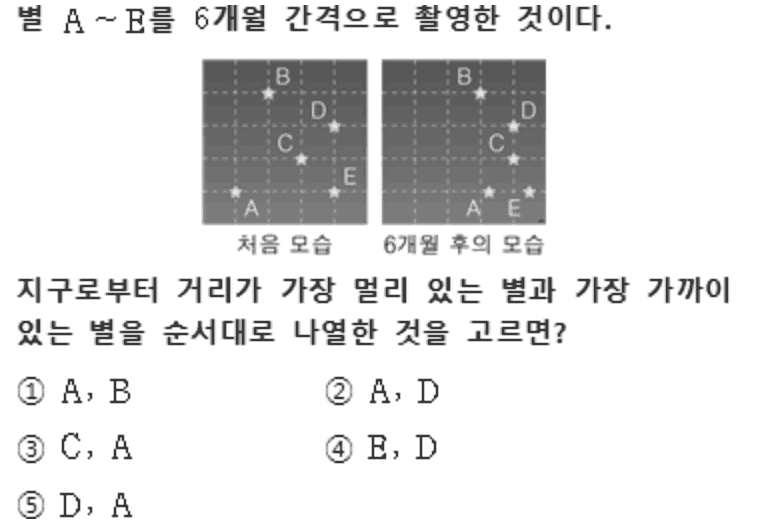 별 A ~ E를 6개월 간격으로 촬영한 것이다.
B
D
C
E
A
B
D
C
A E
처음 모습 6개월 후의 모습
지구로부터 거리가 가장 멀리 있는 별과 가장 가까이
있는 별을 순서대로 나열한 것을 고르면?
① A, B ② A, D
③ C, A ④ E, D
⑤ D, A